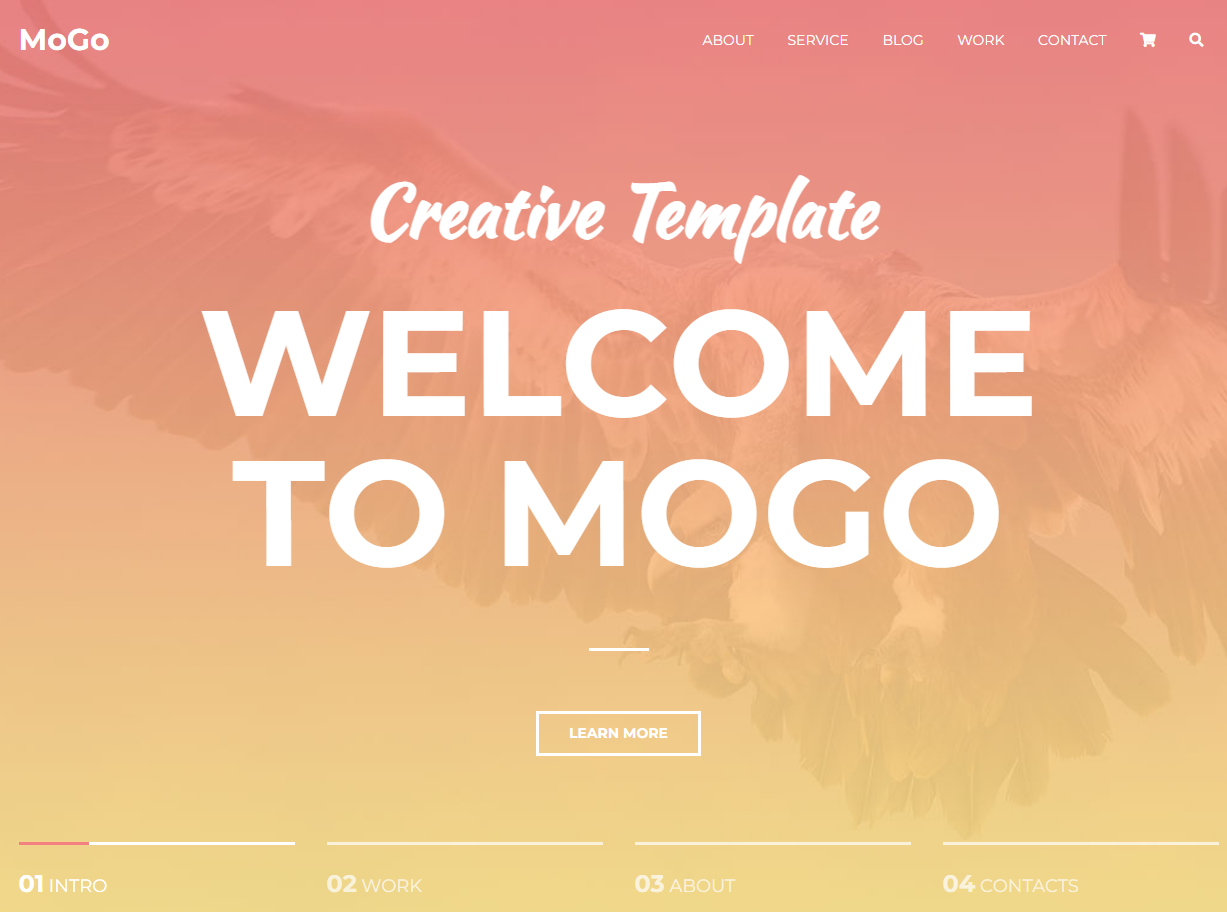 MoGo
ABOUT SERVICE BLOG WORK CONTACT
Creative Template
WELCOME
TO MOGO
LEARN MORE
01 INTRO
02 WORK
03 ABOUT
04 CONTACTS